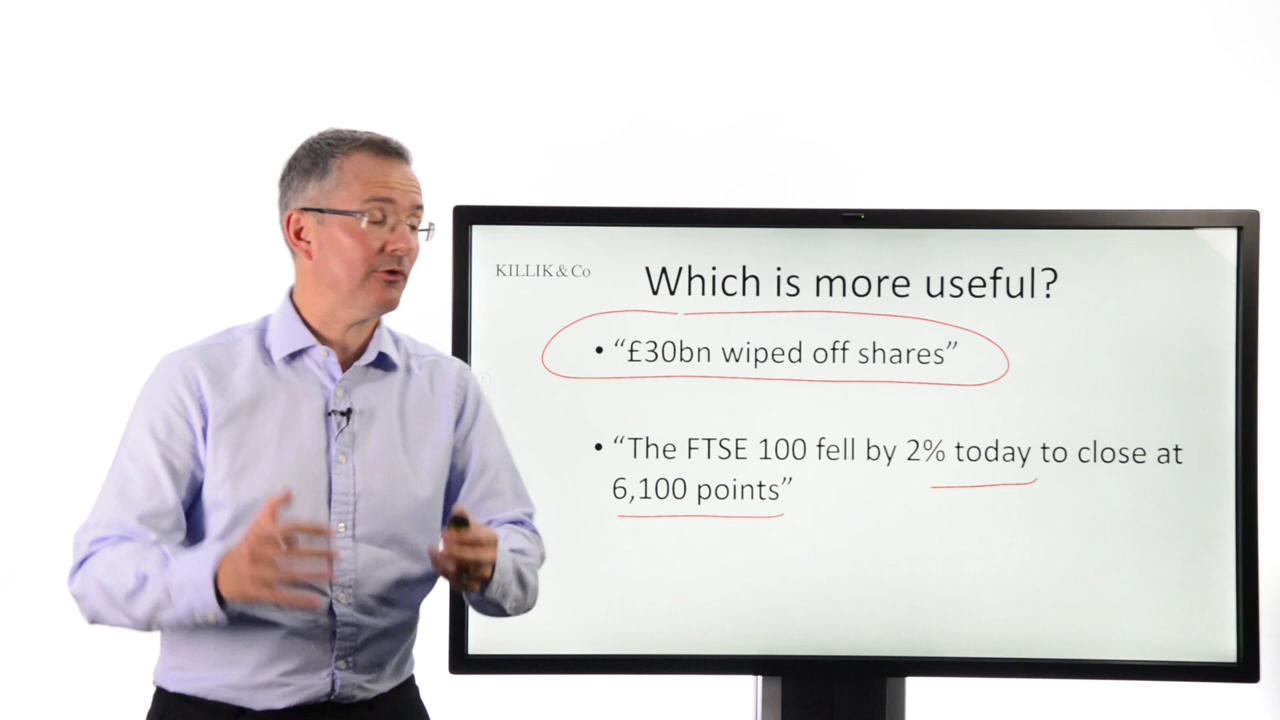 KILLIK & Co
Which is more useful?
• “£30bn wiped off shares”
• “The FTSE 100 fell by 2% today to close at
6,100 points”